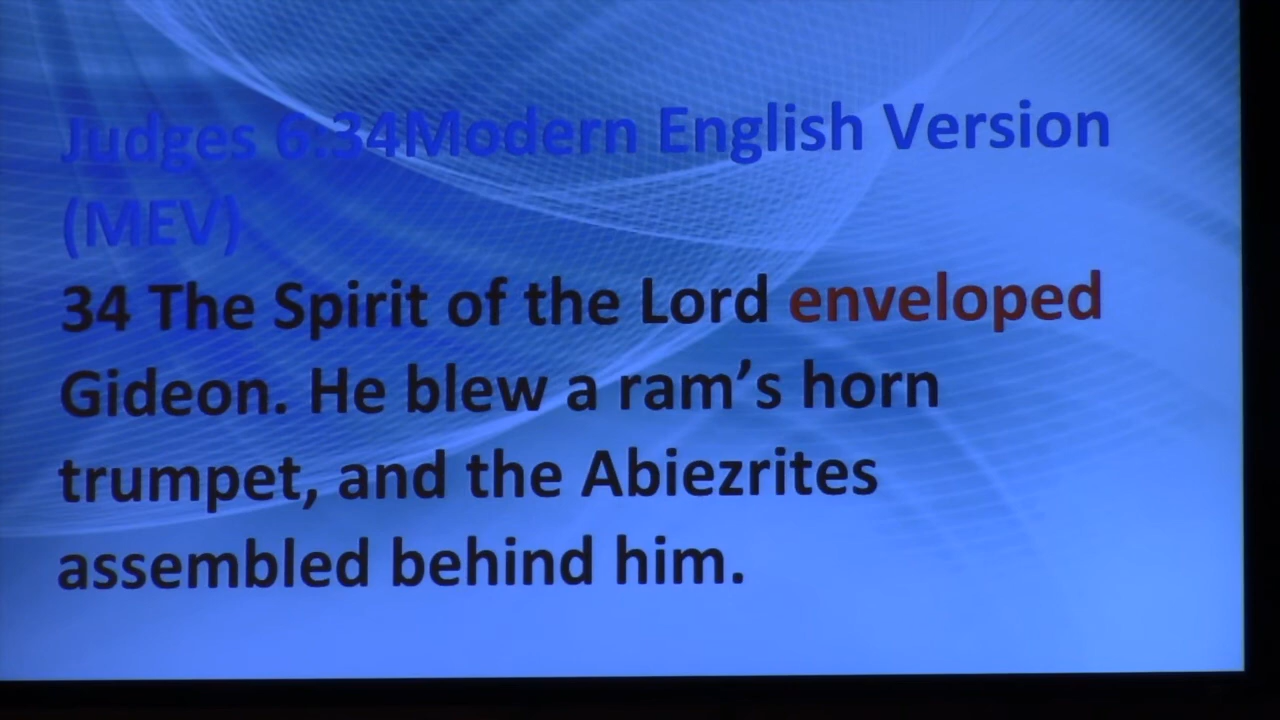 Judges 6:34Modern English Version
(MEV)
34 The Spirit of the Lord enveloped
Gideon. He blew a ram’s horn
trumpet, and the Abiezrites
assembled behind him.